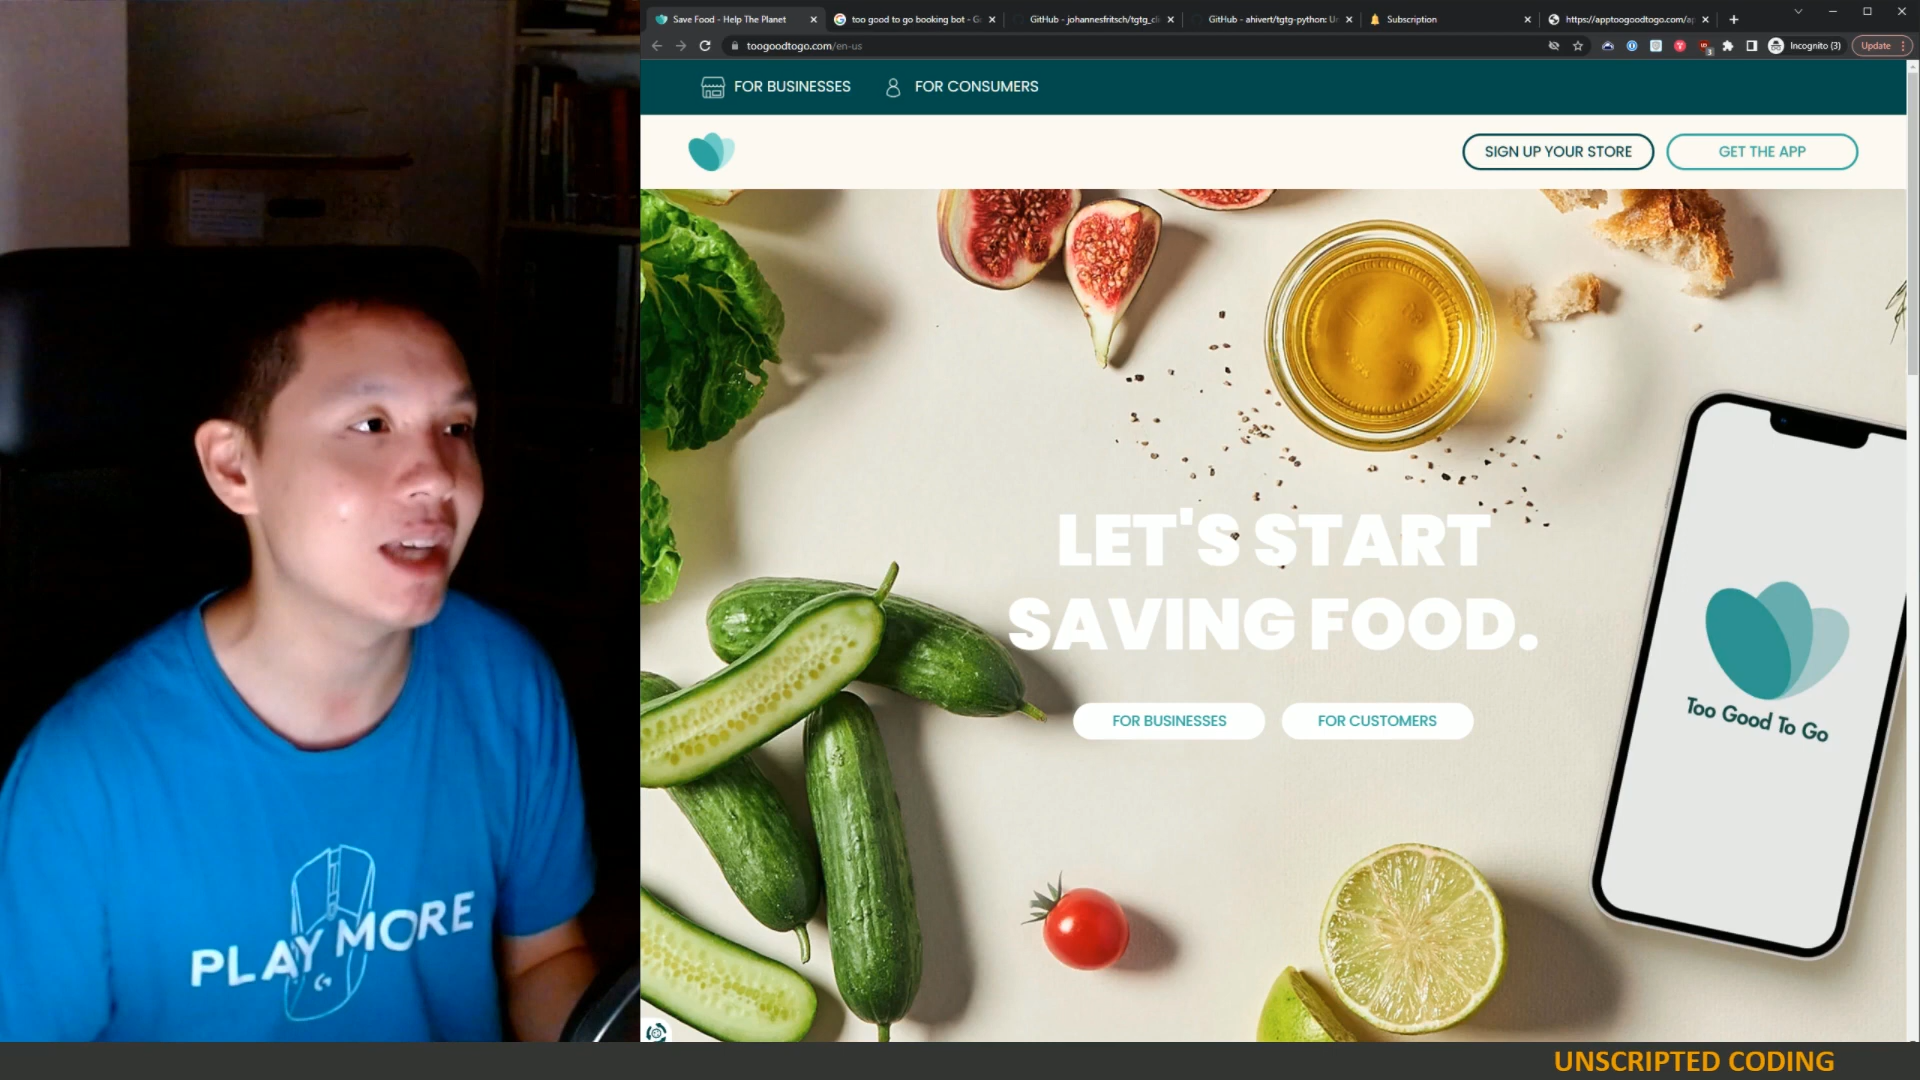 Save Food - Help The Planet
too good to go booking bot - G
GitHub - johannesfritsch/tgtg_cl
GitHub - ahivert/tgtg-python: U
Subscription
https://apptoogoodtogo.com/ap
toogoodtogo.com/en-us
Incognito (3)
Update
FOR BUSINESSES
FOR CONSUMERS
SIGN UP YOUR STORE
GET THE APP
LET'S START
SAVING FOOD.
FOR BUSINESSES
FOR CUSTOMERS
Too Good To Go
PLAY MORE
G
UNSCRIPTED CODING